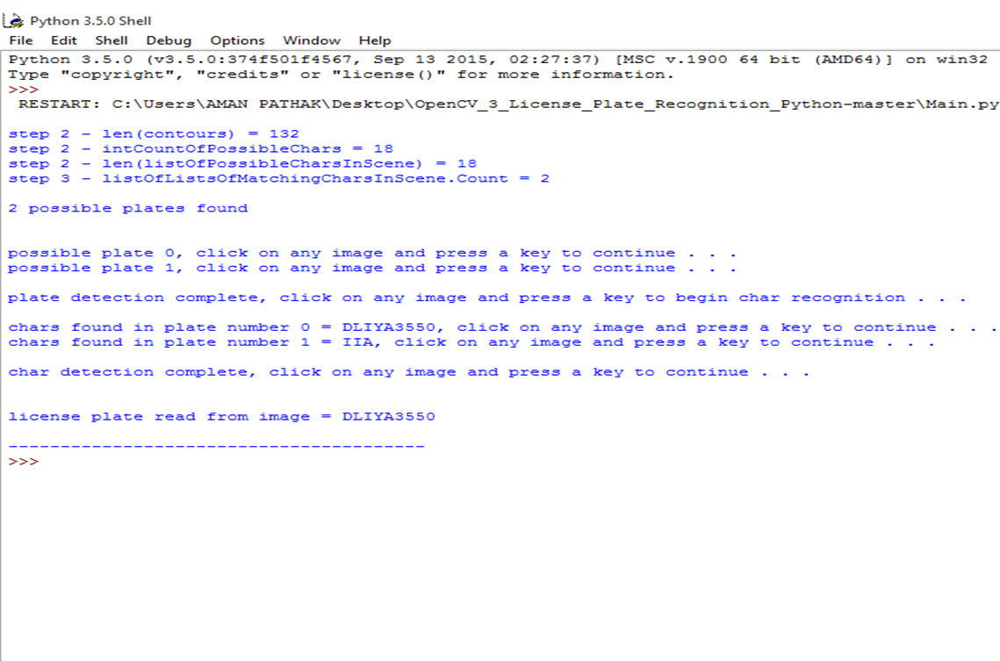 Python 3.5.0 Shell
File Edit Shell Debug Options Window Help
Python 3.5.0 (v3.5.0:374f501f4567, Sep 13 2015, 02:27:37) [MSC v.1900 64 bit (AMD64)] on win32
Type "copyright", "credits" or "license()" for more information.
>>>
RESTART: C:\Users\AMAN PATHAK\Desktop\OpenCV_3_License_Plate_Recognition_Python-master\Main.py
step 2 - len(contours) = 132
step 2 - intCountOfPossibleChars = 18
step 2 - len(listOfPossibleCharsInScene) = 18
step 3 - listOfListsOfMatchingCharsInScene.Count = 2
2 possible plates found
possible plate 0, click on any image and press a key to continue . . .
possible plate 1, click on any image and press a key to continue . . .
plate detection complete, click on any image and press a key to begin char recognition . . .
chars found in plate number 0 = DLIYA3550, click on any image and press a key to continue . . .
chars found in plate number 1 = IIA, click on any image and press a key to continue . . .
char detection complete, click on any image and press a key to continue . . .
license plate read from image = DLIYA3550
----------------------------------------
>>>